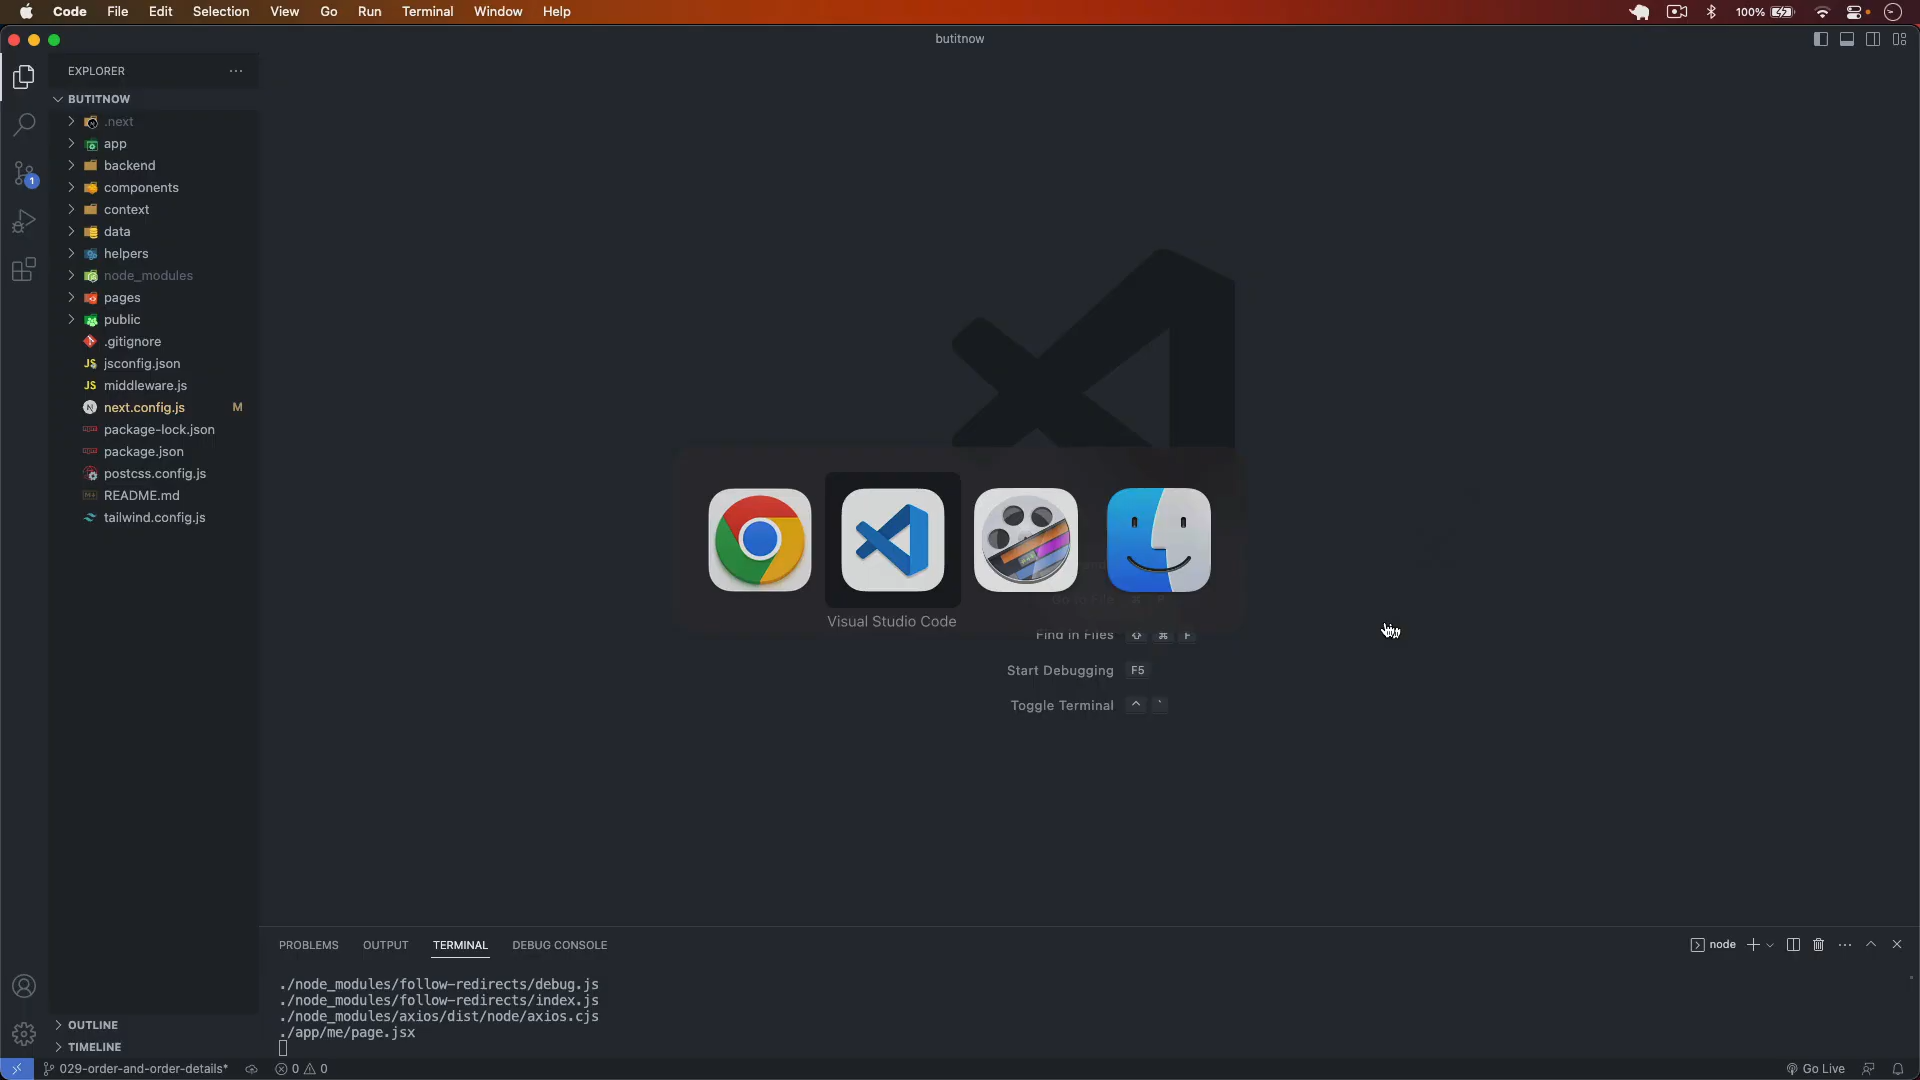 Code File Edit Selection View Go Run Terminal Window Help
100%
butitnow
EXPLORER
BUTITNOW
.next
app
backend
components
context
data
helpers
node_modules
pages
public
.gitignore
jsconfig.json
middleware.js
next.config.js M
package-lock.json
package.json
postcss.config.js
README.md
tailwind.config.js
1
Visual Studio Code
Go to File ⌘ P
Find in Files ⇧ ⌘ F
Start Debugging F5
Toggle Terminal ^ `
PROBLEMS OUTPUT TERMINAL DEBUG CONSOLE
node
./node_modules/follow-redirects/debug.js
./node_modules/follow-redirects/index.js
./node_modules/axios/dist/node/axios.cjs
./app/me/page.jsx
OUTLINE
TIMELINE
029-order-and-order-details* 0 0 Go Live